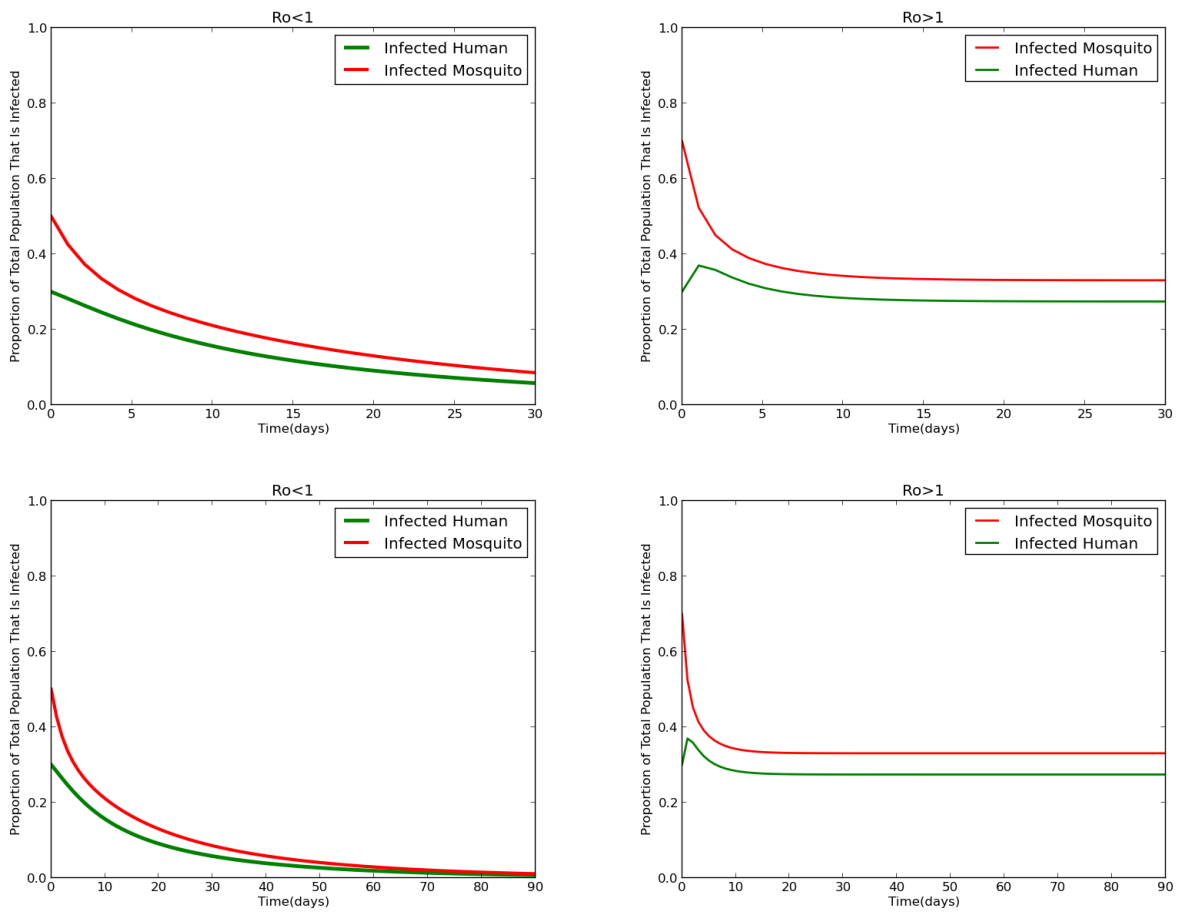 Ro<1
Proportion of Total Population That Is Infected
1.0
0.8
0.6
0.4
0.2
0.0
Infected Human
Infected Mosquito
0 5 10 15 20 25 30
Time(days)
Ro>1
Proportion of Total Population That Is Infected
1.0
0.8
0.6
0.4
0.2
0.0
Infected Mosquito
Infected Human
0 5 10 15 20 25 30
Time(days)
Ro<1
Proportion of Total Population That Is Infected
1.0
0.8
0.6
0.4
0.2
0.0
Infected Human
Infected Mosquito
0 10 20 30 40 50 60 70 80 90
Time(days)
Ro>1
Proportion of Total Population That Is Infected
1.0
0.8
0.6
0.4
0.2
0.0
Infected Mosquito
Infected Human
0 10 20 30 40 50 60 70 80 90
Time(days)